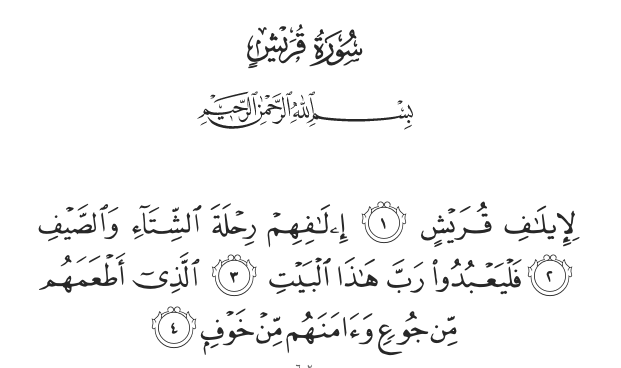 سُورَةُ قُرَيْشٍ
بِسْمِ ٱللَّهِ ٱلرَّحْمَٰنِ ٱلرَّحِيمِ
لِإِيلَٰفِ قُرَيْشٍ ١ إِۦلَٰفِهِمْ رِحْلَةَ ٱلشِّتَآءِ وَٱلصَّيْفِ
٢ فَلْيَعْبُدُوا۟ رَبَّ هَٰذَا ٱلْبَيْتِ ٣ ٱلَّذِىٓ أَطْعَمَهُم
مِّن جُوعٍ وَءَامَنَهُم مِّنْ خَوْفٍۭ ٤